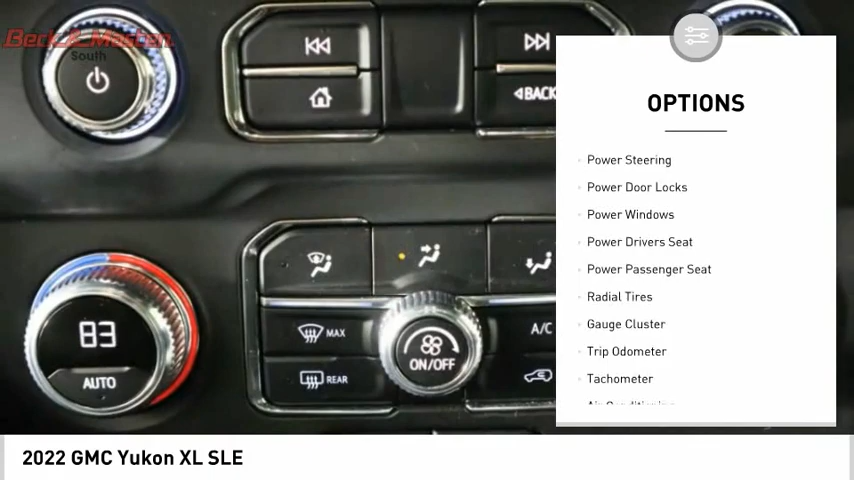 Beck & Masten
South
BACK
83
AUTO
MAX
REAR
ON/OFF
A/C
OPTIONS
Power Steering
Power Door Locks
Power Windows
Power Drivers Seat
Power Passenger Seat
Radial Tires
Gauge Cluster
Trip Odometer
Tachometer
2022 GMC Yukon XL SLE